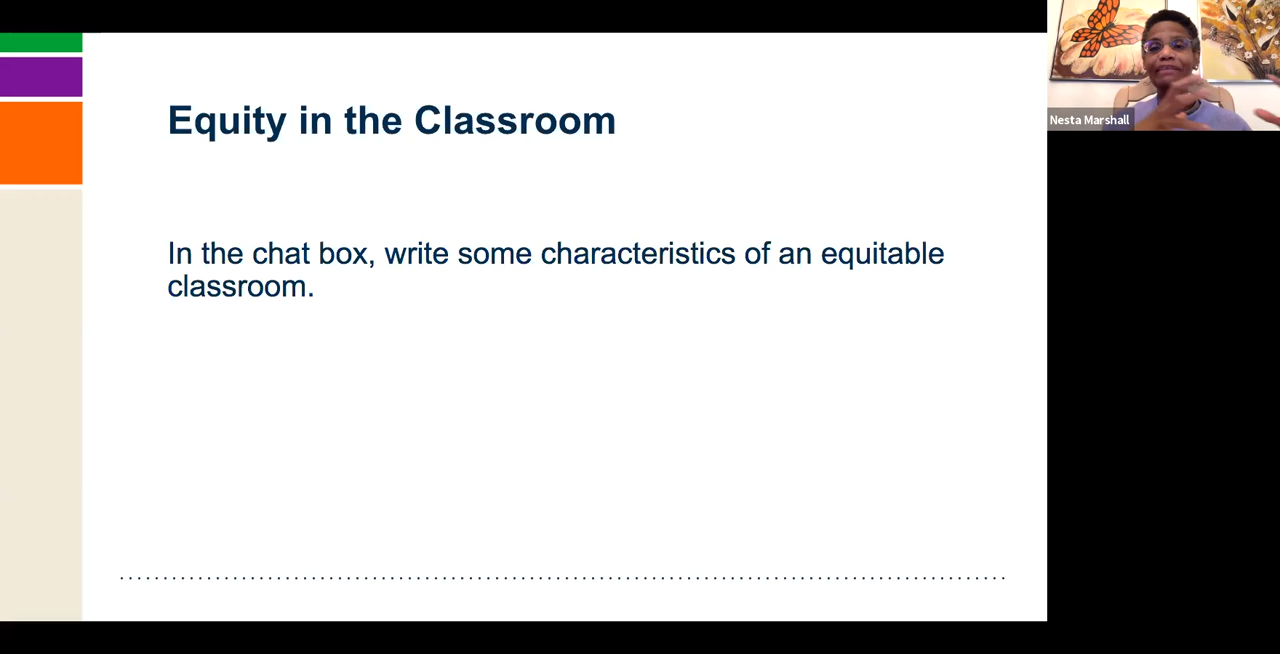 Equity in the Classroom
In the chat box, write some characteristics of an equitable
classroom.
Nesta Marshall